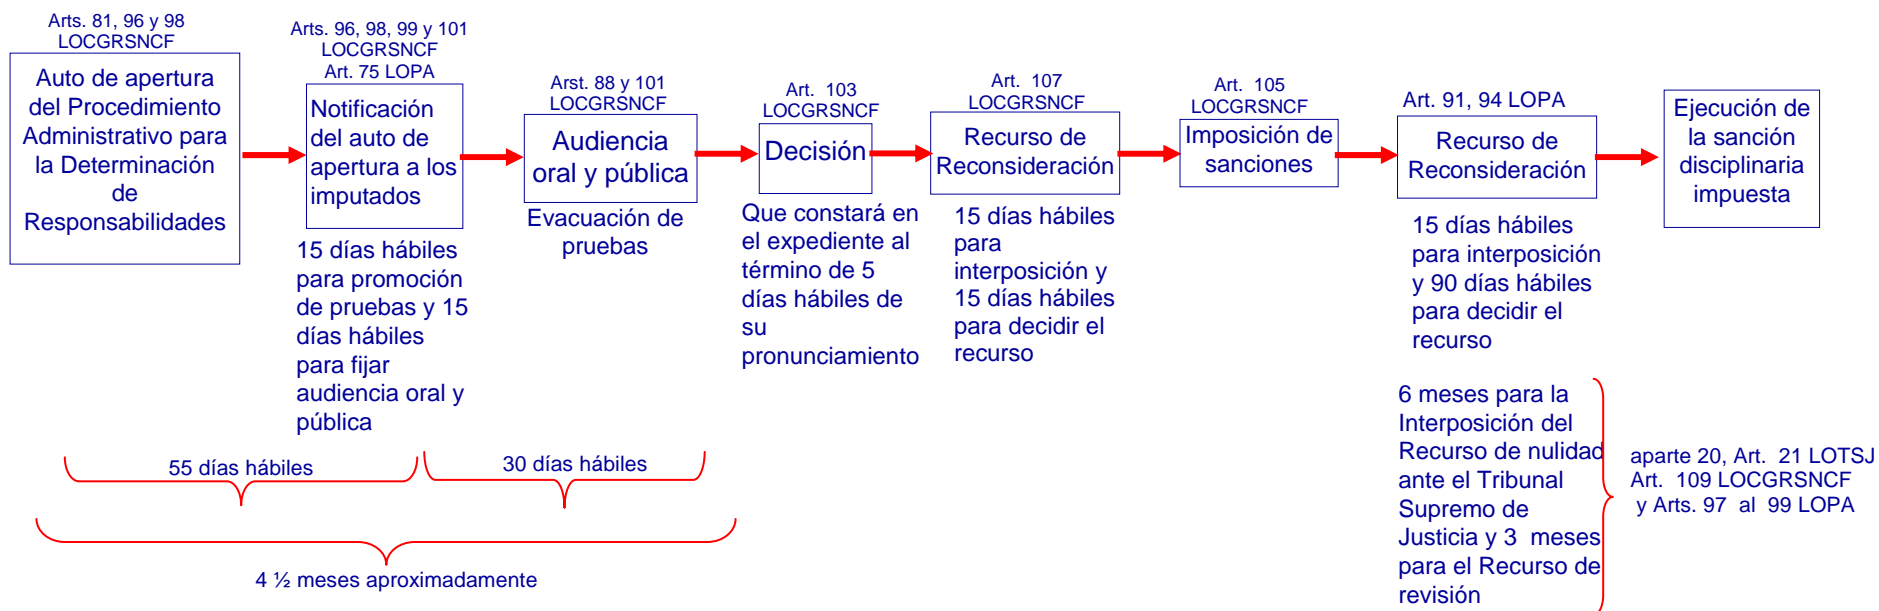 Arts. 81, 96 y 98
LOCGRSNCF
Auto de apertura
del Procedimiento
Administrativo para
la Determinación
de
Responsabilidades
Arts. 96, 98, 99 y 101
LOCGRSNCF
Art. 75 LOPA
Notificación
del auto de
apertura a los
imputados
15 días hábiles
para promoción
de pruebas y 15
días hábiles
para fijar
audiencia oral y
pública
Arst. 88 y 101
LOCGRSNCF
Audiencia
oral y pública
Evacuación de
pruebas
Art. 103
LOCGRSNCF
Decisión
Que constará en
el expediente al
término de 5
días hábiles de
su
pronunciamiento
Art. 107
LOCGRSNCF
Recurso de
Reconsideración
15 días hábiles
para
interposición y
15 días hábiles
para decidir el
recurso
Art. 105
LOCGRSNCF
Imposición de
sanciones
Art. 91, 94 LOPA
Recurso de
Reconsideración
15 días hábiles
para interposición
y 90 días hábiles
para decidir el
recurso
Ejecución de
la sanción
disciplinaria
impuesta
6 meses para la
Interposición del
Recurso de nulidad
ante el Tribunal
Supremo de
Justicia y 3 meses
para el Recurso de
revisión
aparte 20, Art. 21 LOTSJ
Art. 109 LOCGRSNCF
y Arts. 97 al 99 LOPA
55 días hábiles
30 días hábiles
4 ½ meses aproximadamente